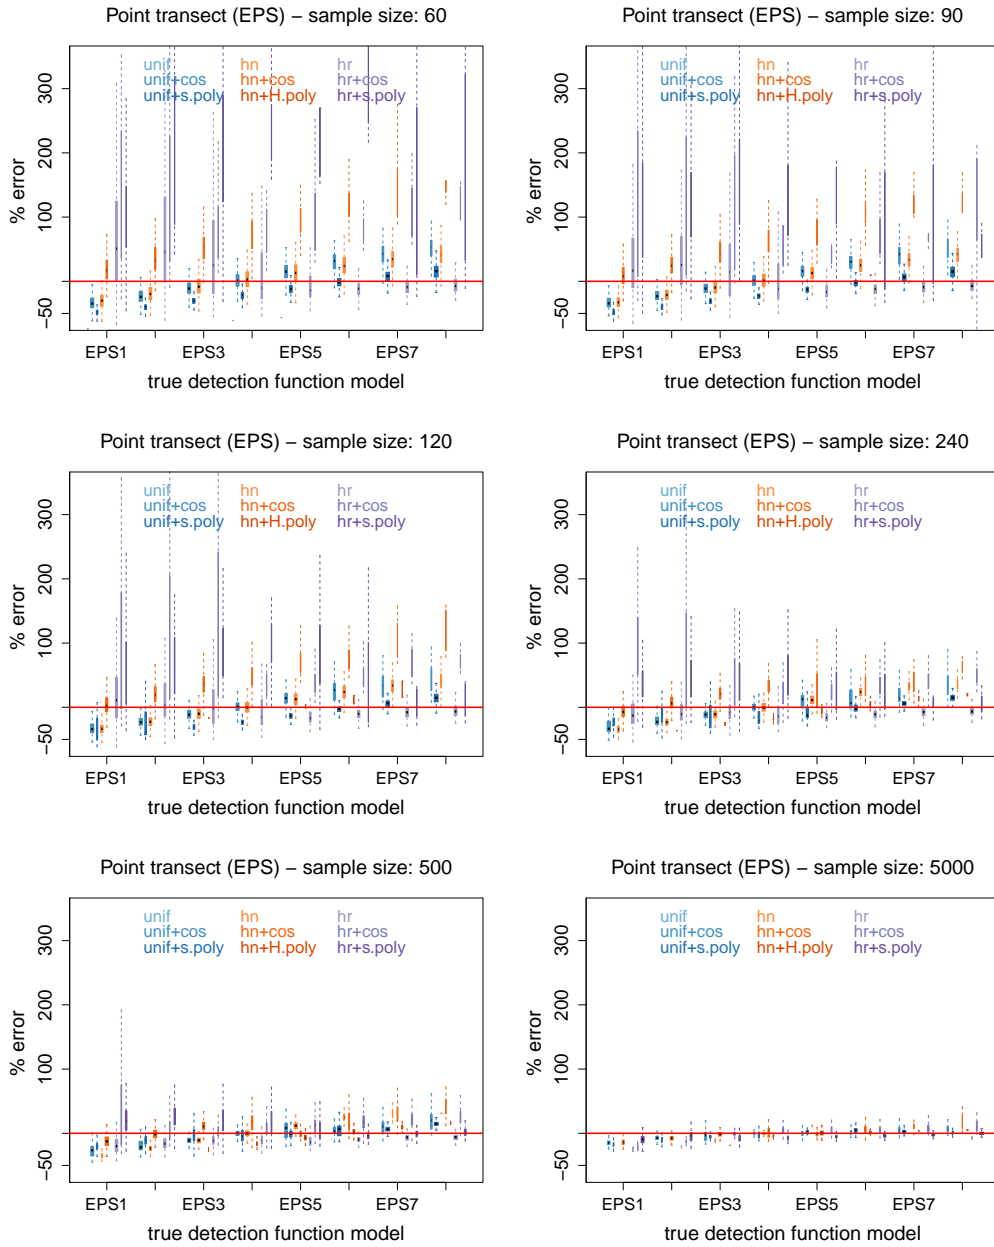 Point transect (EPS) – sample size: 60
unif hn hr
unif+cos hn+cos hr+cos
unif+s.poly hn+H.poly hr+s.poly
% error
300
200
100
−50
EPS1 EPS3 EPS5 EPS7
true detection function model
Point transect (EPS) – sample size: 90
unif hn hr
unif+cos hn+cos hr+cos
unif+s.poly hn+H.poly hr+s.poly
% error
300
200
100
−50
EPS1 EPS3 EPS5 EPS7
true detection function model
Point transect (EPS) – sample size: 120
unif hn hr
unif+cos hn+cos hr+cos
unif+s.poly hn+H.poly hr+s.poly
% error
300
200
100
−50
EPS1 EPS3 EPS5 EPS7
true detection function model
Point transect (EPS) – sample size: 240
unif hn hr
unif+cos hn+cos hr+cos
unif+s.poly hn+H.poly hr+s.poly
% error
300
200
100
−50
EPS1 EPS3 EPS5 EPS7
true detection function model
Point transect (EPS) – sample size: 500
unif hn hr
unif+cos hn+cos hr+cos
unif+s.poly hn+H.poly hr+s.poly
% error
300
200
100
−50
EPS1 EPS3 EPS5 EPS7
true detection function model
Point transect (EPS) – sample size: 5000
unif hn hr
unif+cos hn+cos hr+cos
unif+s.poly hn+H.poly hr+s.poly
% error
300
200
100
−50
EPS1 EPS3 EPS5 EPS7
true detection function model